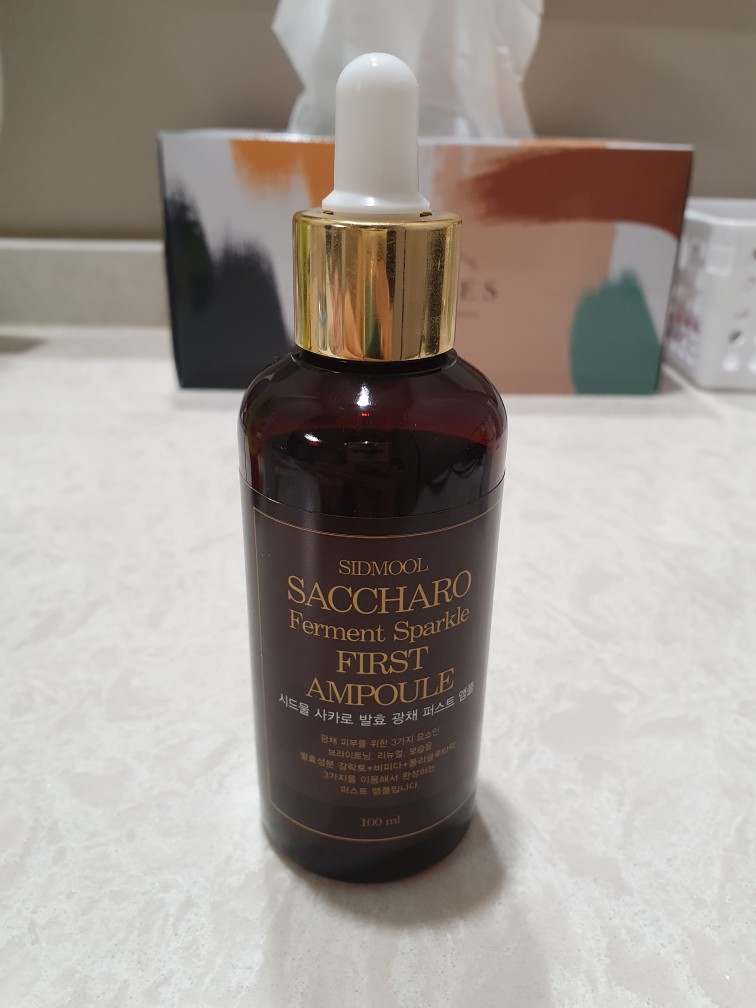 SIDMOOL
SACCHARO
Ferment Sparkle
FIRST
AMPOULE
시드물 사카로 발효 광채 퍼스트 앰플
광채 피부를 위한 3가지 요소인
브라이트닝, 리뉴얼, 보습을
발효성분 갈락토+비피다+폴리글루타믹
3가지를 이용해서 완성하는
퍼스트 앰플입니다.
100 ml